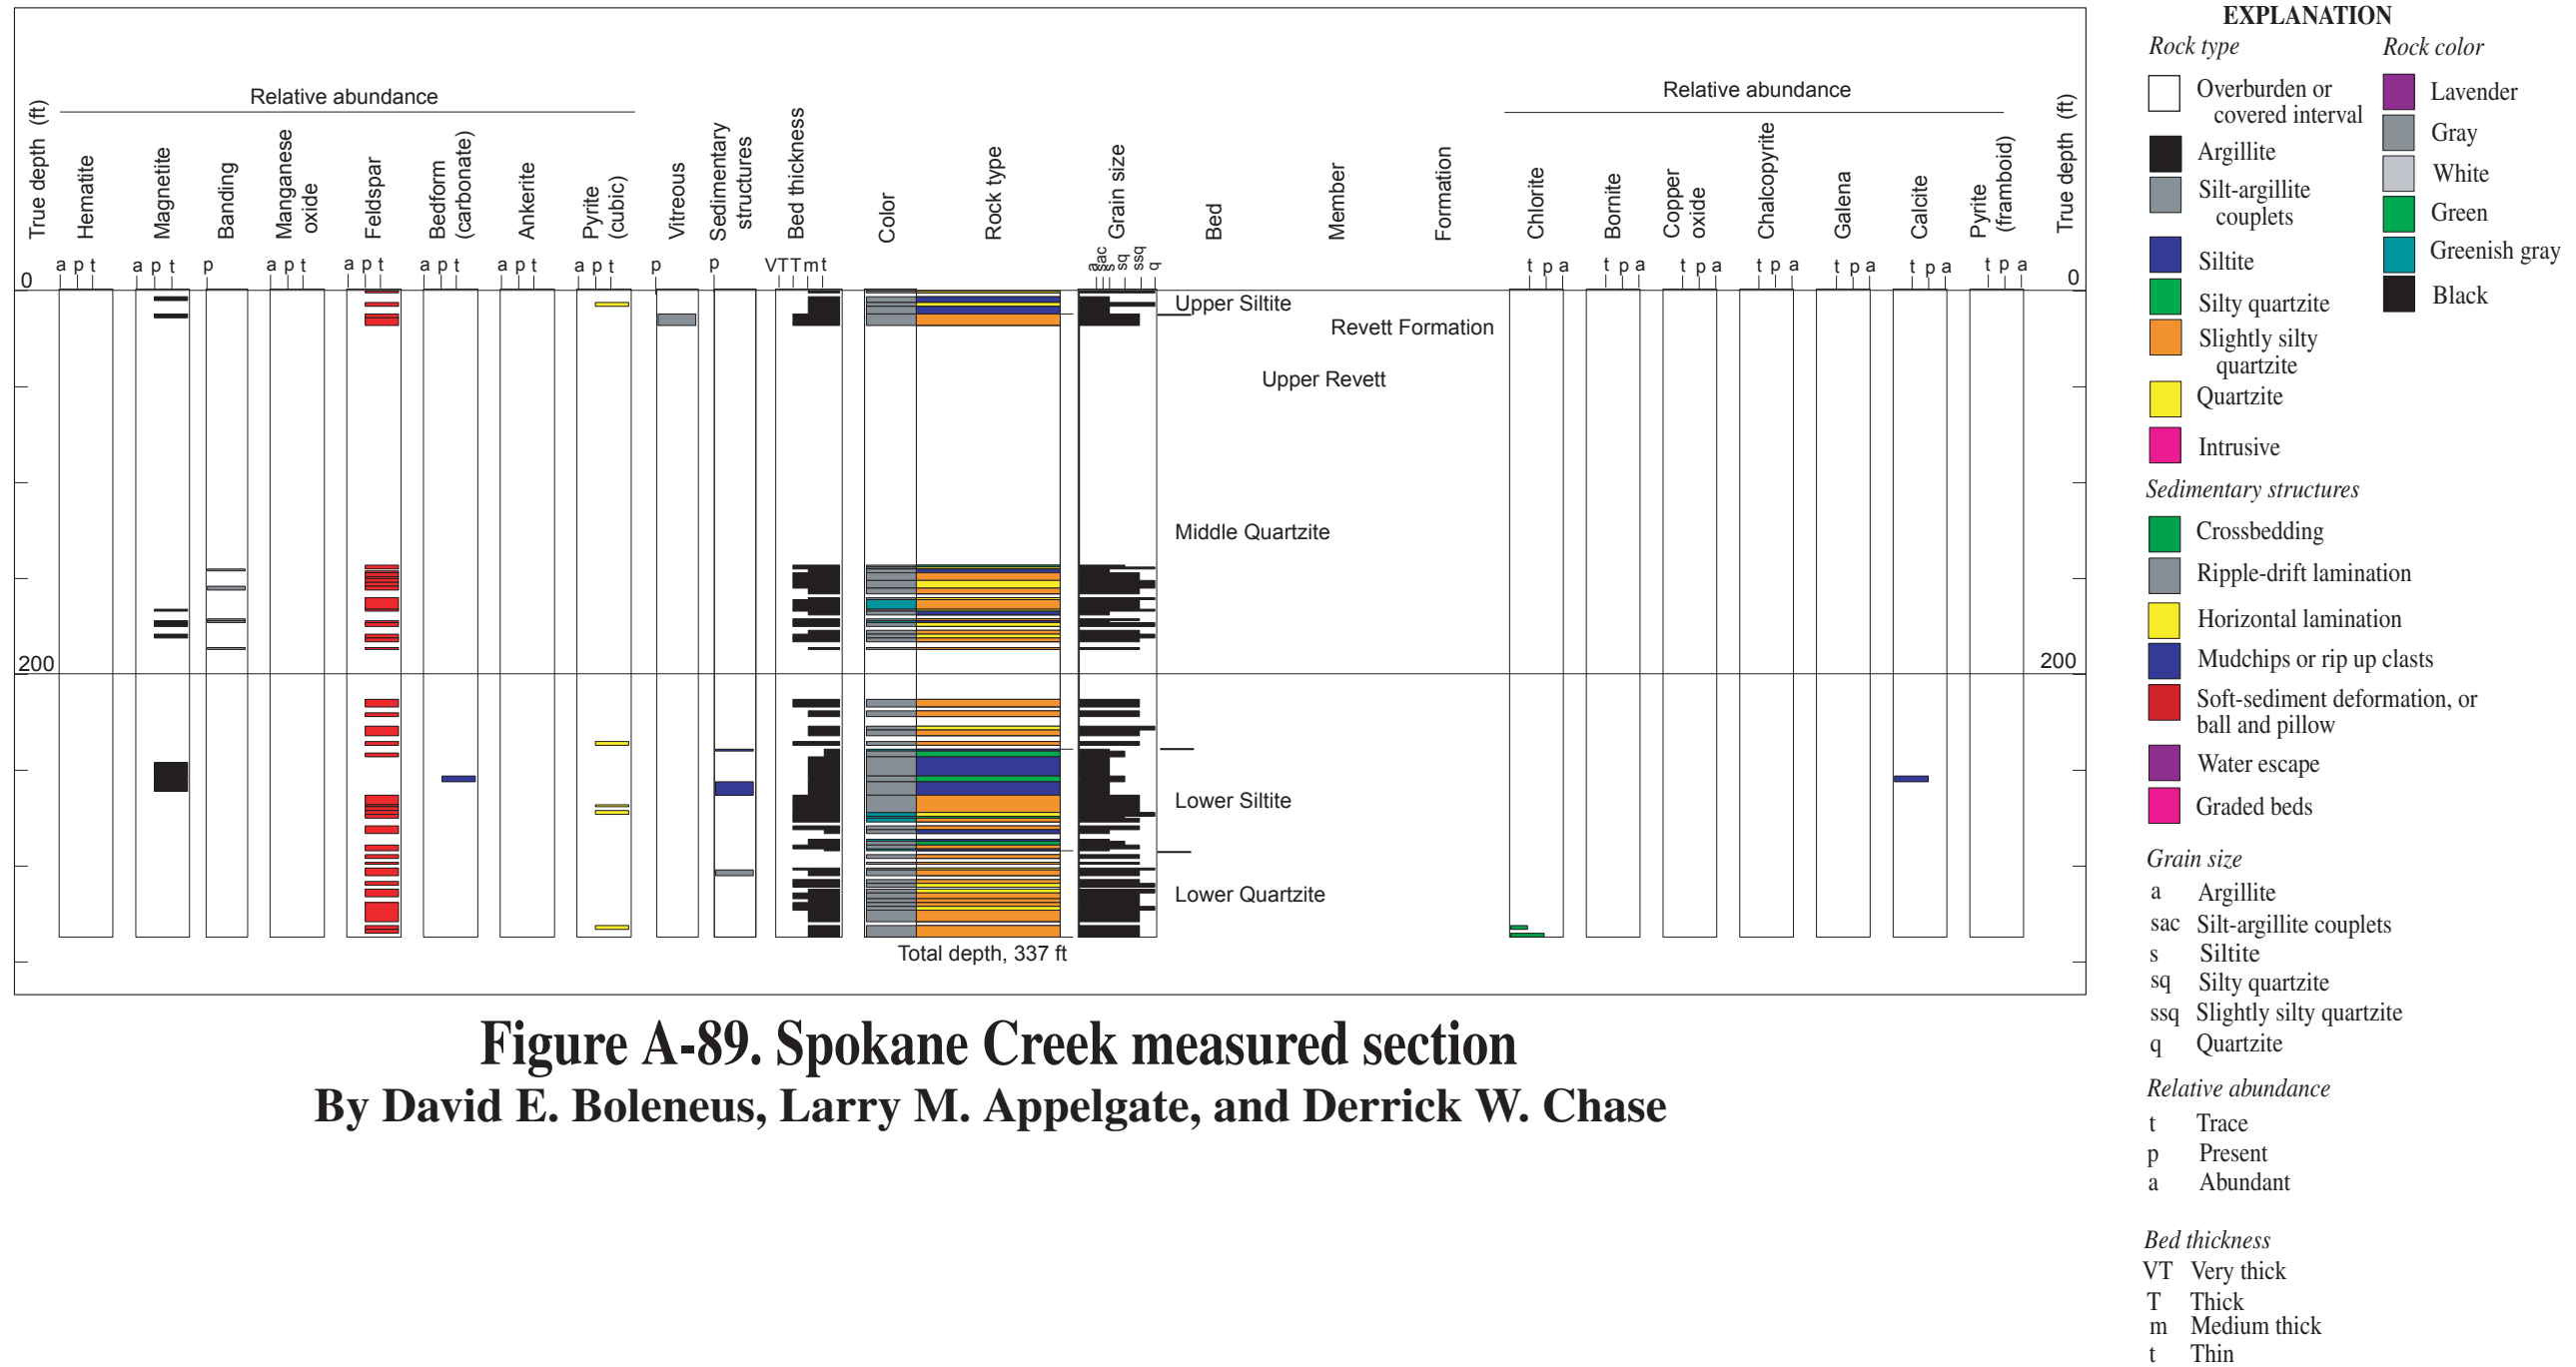 Relative abundance
Relative abundance
True depth (ft)
Hematite
Magnetite
Banding
Manganese
oxide
Feldspar
Bedform
(carbonate)
Ankerite
Pyrite
(cubic)
Vitreous
Sedimentary
structures
Bed thickness
Color
Rock type
Grain size
Bed
Member
Formation
Chlorite
Bornite
Copper
oxide
Chalcopyrite
Galena
Calcite
Pyrite
(framboid)
True depth (ft)
a p t
a p t
p
a p t
a p t
a p t
a p t
a p t
p
p
VT T m t
a sac s sq ssq q
t p a
t p a
t p a
t p a
t p a
t p a
t p a
0
0
Upper Siltite
Revett Formation
Upper Revett
Middle Quartzite
200
200
Lower Siltite
Lower Quartzite
Total depth, 337 ft
Figure A-89. Spokane Creek measured section
By David E. Boleneus, Larry M. Appelgate, and Derrick W. Chase
EXPLANATION
Rock type
Overburden or
covered interval
Argillite
Silt-argillite
couplets
Siltite
Silty quartzite
Slightly silty
quartzite
Quartzite
Intrusive
Rock color
Lavender
Gray
White
Green
Greenish gray
Black
Sedimentary structures
Crossbedding
Ripple-drift lamination
Horizontal lamination
Mudchips or rip up clasts
Soft-sediment deformation, or
ball and pillow
Water escape
Graded beds
Grain size
a Argillite
sac Silt-argillite couplets
s Siltite
sq Silty quartzite
ssq Slightly silty quartzite
q Quartzite
Relative abundance
t Trace
p Present
a Abundant
Bed thickness
VT Very thick
T Thick
m Medium thick
t Thin